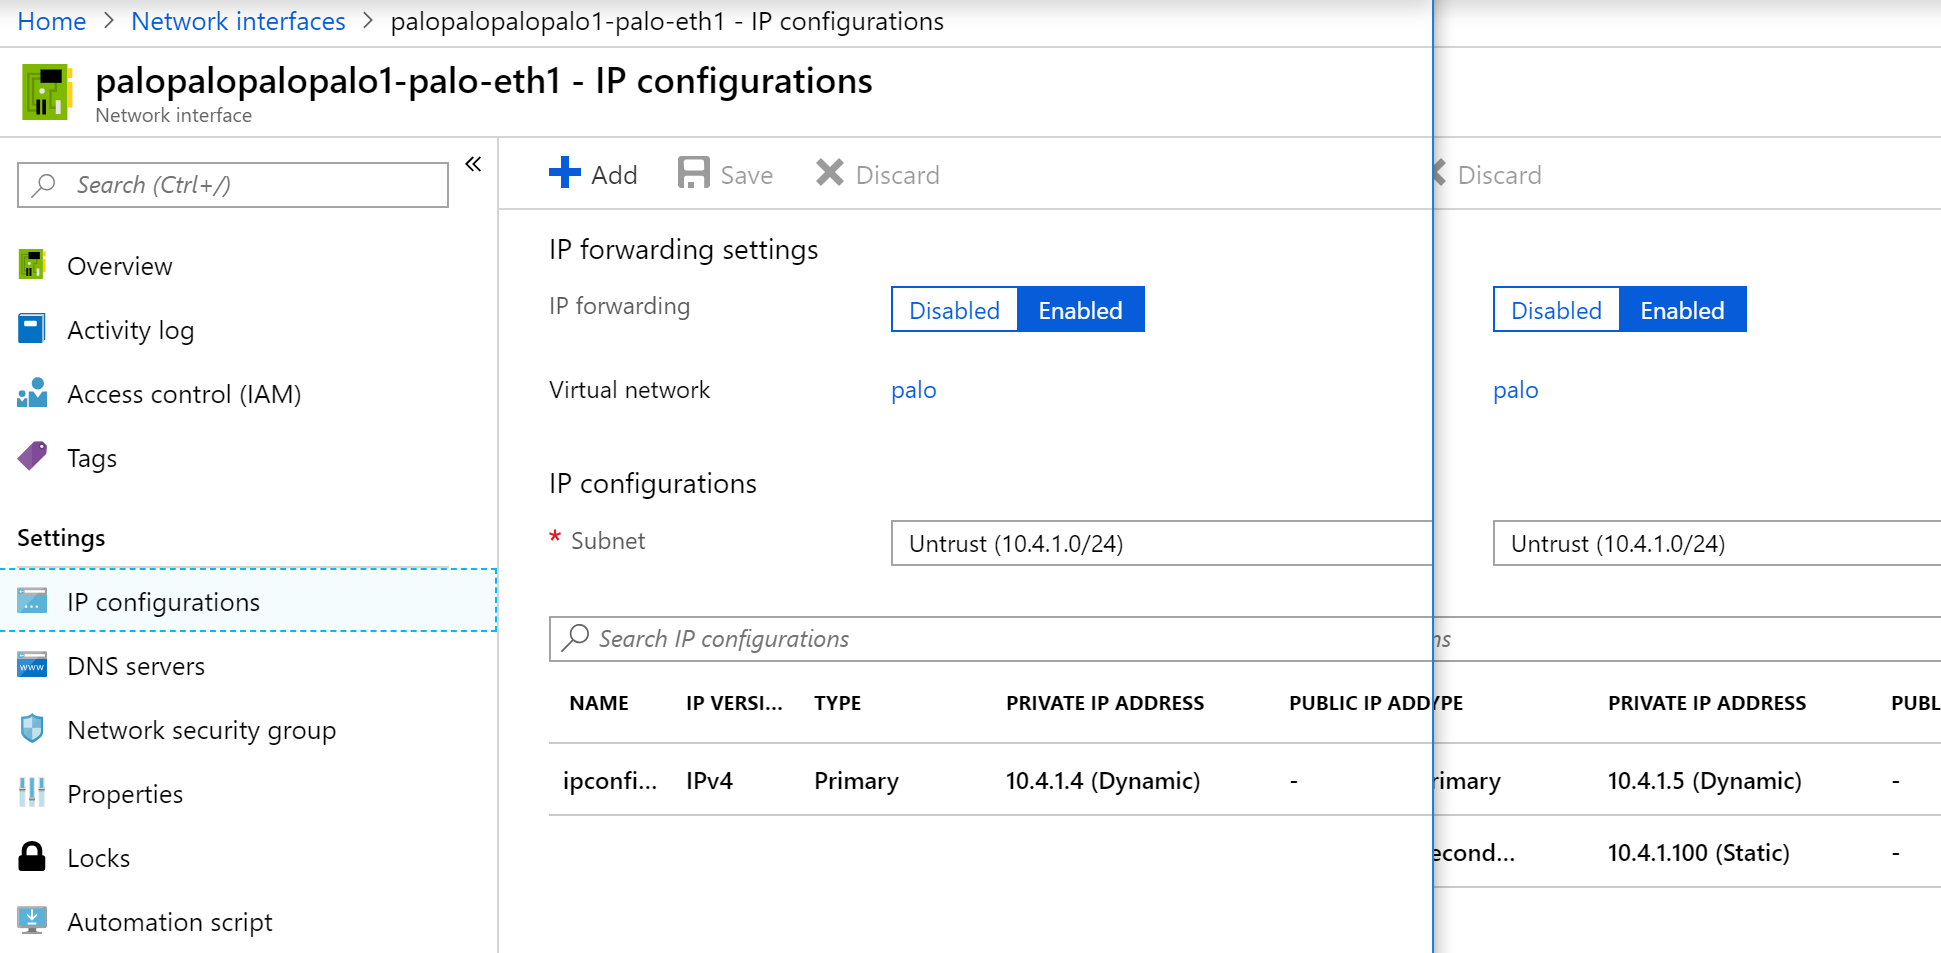 Home > Network interfaces > palopalopalopalo1-palo-eth1 - IP configurations
palopalopalopalo1-palo-eth1 - IP configurations
Network interface
Search (Ctrl+/)
«
Overview
Activity log
Access control (IAM)
Tags
Settings
IP configurations
DNS servers
www
Network security group
Properties
Locks
Automation script
Add Save Discard
IP forwarding settings
IP forwarding Disabled Enabled
Virtual network palo
IP configurations
* Subnet Untrust (10.4.1.0/24)
Search IP configurations
NAME IP VERSI... TYPE PRIVATE IP ADDRESS PUBLIC IP ADD
ipconfi... IPv4 Primary 10.4.1.4 (Dynamic) -
Discard
Disabled Enabled
palo
Untrust (10.4.1.0/24)
ns
YPE PRIVATE IP ADDRESS PUBL
rimary 10.4.1.5 (Dynamic) -
econd... 10.4.1.100 (Static) -